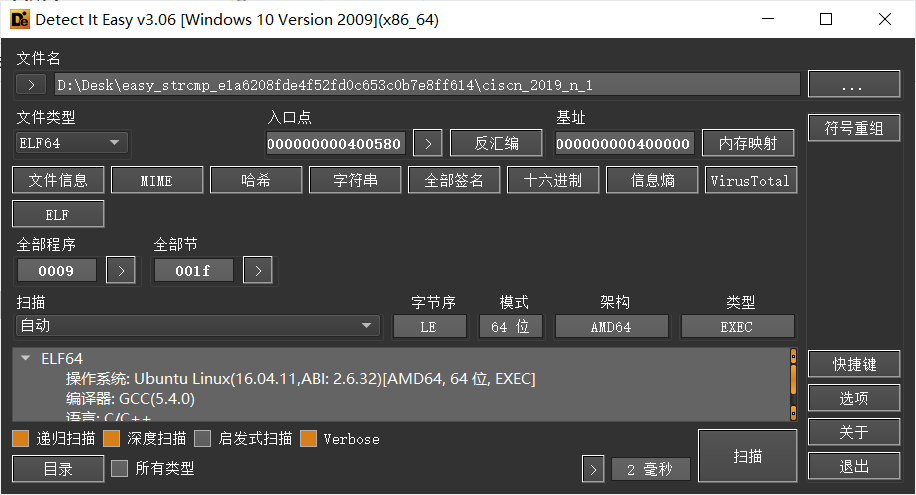 Detect It Easy v3.06 [Windows 10 Version 2009](x86_64)
文件名
> D:\Desk\easy_strcmp_e1a6208fde4f52fd0c653c0b7e8ff614\ciscn_2019_n_1 ...
文件类型 入口点 基址 符号重组
ELF64 000000000400580 > 反汇编 000000000400000 内存映射
文件信息 MIME 哈希 字符串 全部签名 十六进制 信息熵 VirusTotal
ELF
全部程序 全部节
0009 > 001f >
扫描 字节序 模式 架构 类型
自动 LE 64 位 AMD64 EXEC
ELF64
操作系统: Ubuntu Linux(16.04.11,ABI: 2.6.32)[AMD64, 64 位, EXEC]
编译器: GCC(5.4.0)
语言: C/C++
快捷键
选项
关于
退出
递归扫描 深度扫描 启发式扫描 Verbose
目录 所有类型 > 2 毫秒 扫描